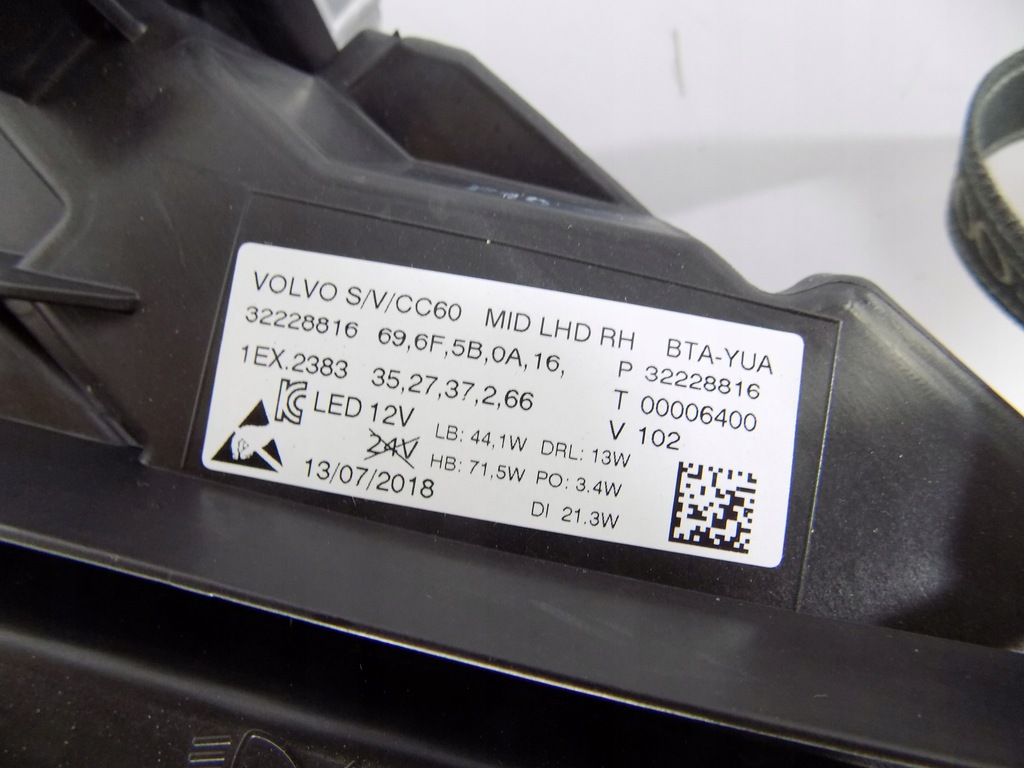 VOLVO S/V/CC60 MID LHD RH BTA-YUA
32228816 69,6F,5B,0A,16, P 32228816
1EX.2383 35,27,37,2,66 T 00006400
LED 12V V 102
24V LB: 44,1W DRL: 13W
13/07/2018 HB: 71,5W PO: 3.4W
DI 21.3W